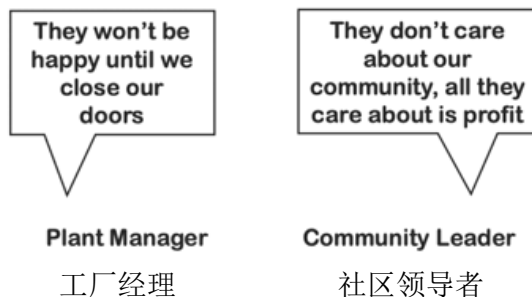 They won't be
happy until we
close our
doors
They don't care
about our
community, all they
care about is profit
Plant Manager
Community Leader
工厂经理
社区领导者